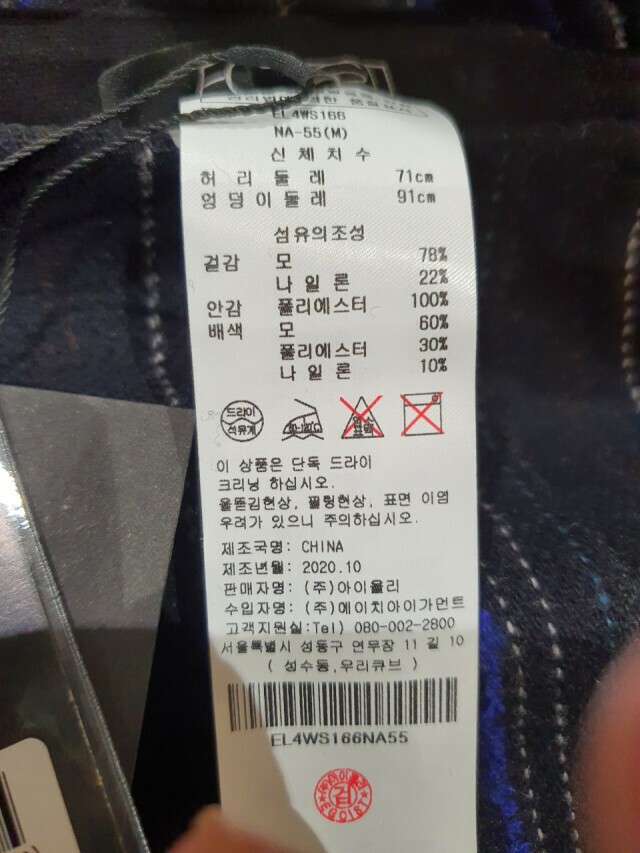 EL4WS166
NA-55(M)
신체치수
허리둘레 71cm
엉덩이둘레 91cm
섬유의조성
겉감 모 78%
나일론 22%
안감 폴리에스터 100%
배색 모 60%
폴리에스터 30%
나일론 10%
드라이
석유계
이 상품은 단독 드라이
크리닝 하십시오.
올뜯김현상, 필링현상, 표면 이염
우려가 있으니 주의하십시오.
제조국명: CHINA
제조년월: 2020.10
판매자명: (주)아이올리
수입자명: (주)에이치아이가먼트
고객지원실:Tel) 080-002-2800
서울특별시 성동구 연무장 11 길 10
( 성수동,우리큐브 )
EL4WS166NA55
EGOIST